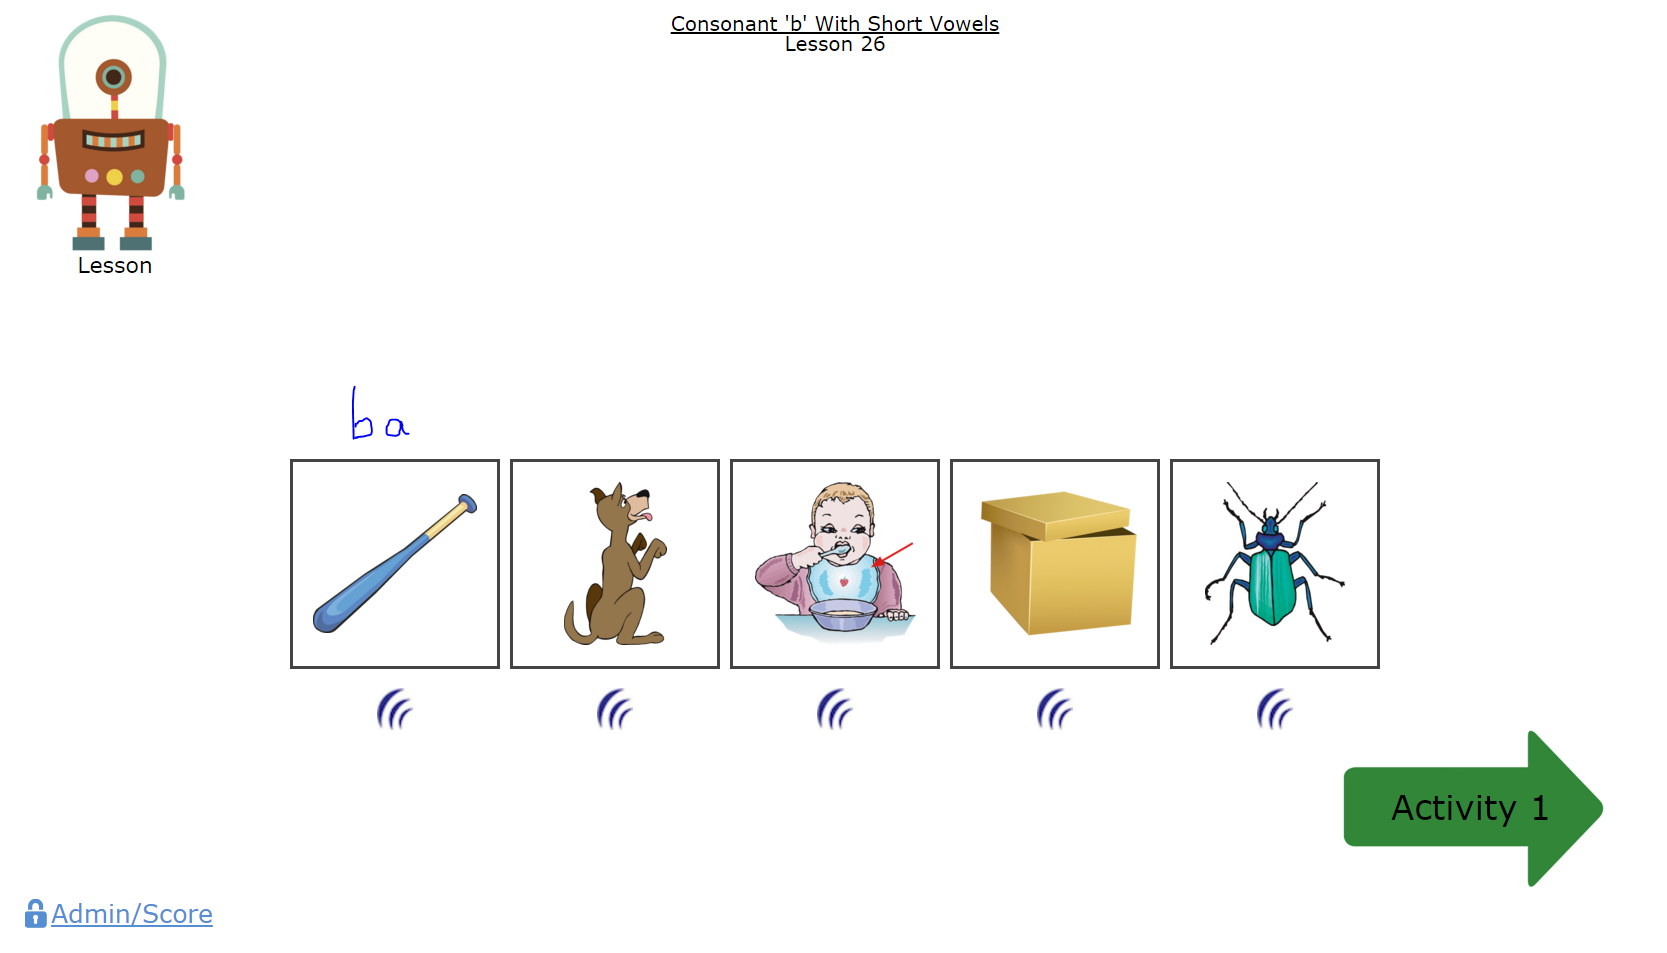 Consonant 'b' With Short Vowels
Lesson 26
Lesson
ba
Activity 1
Admin/Score